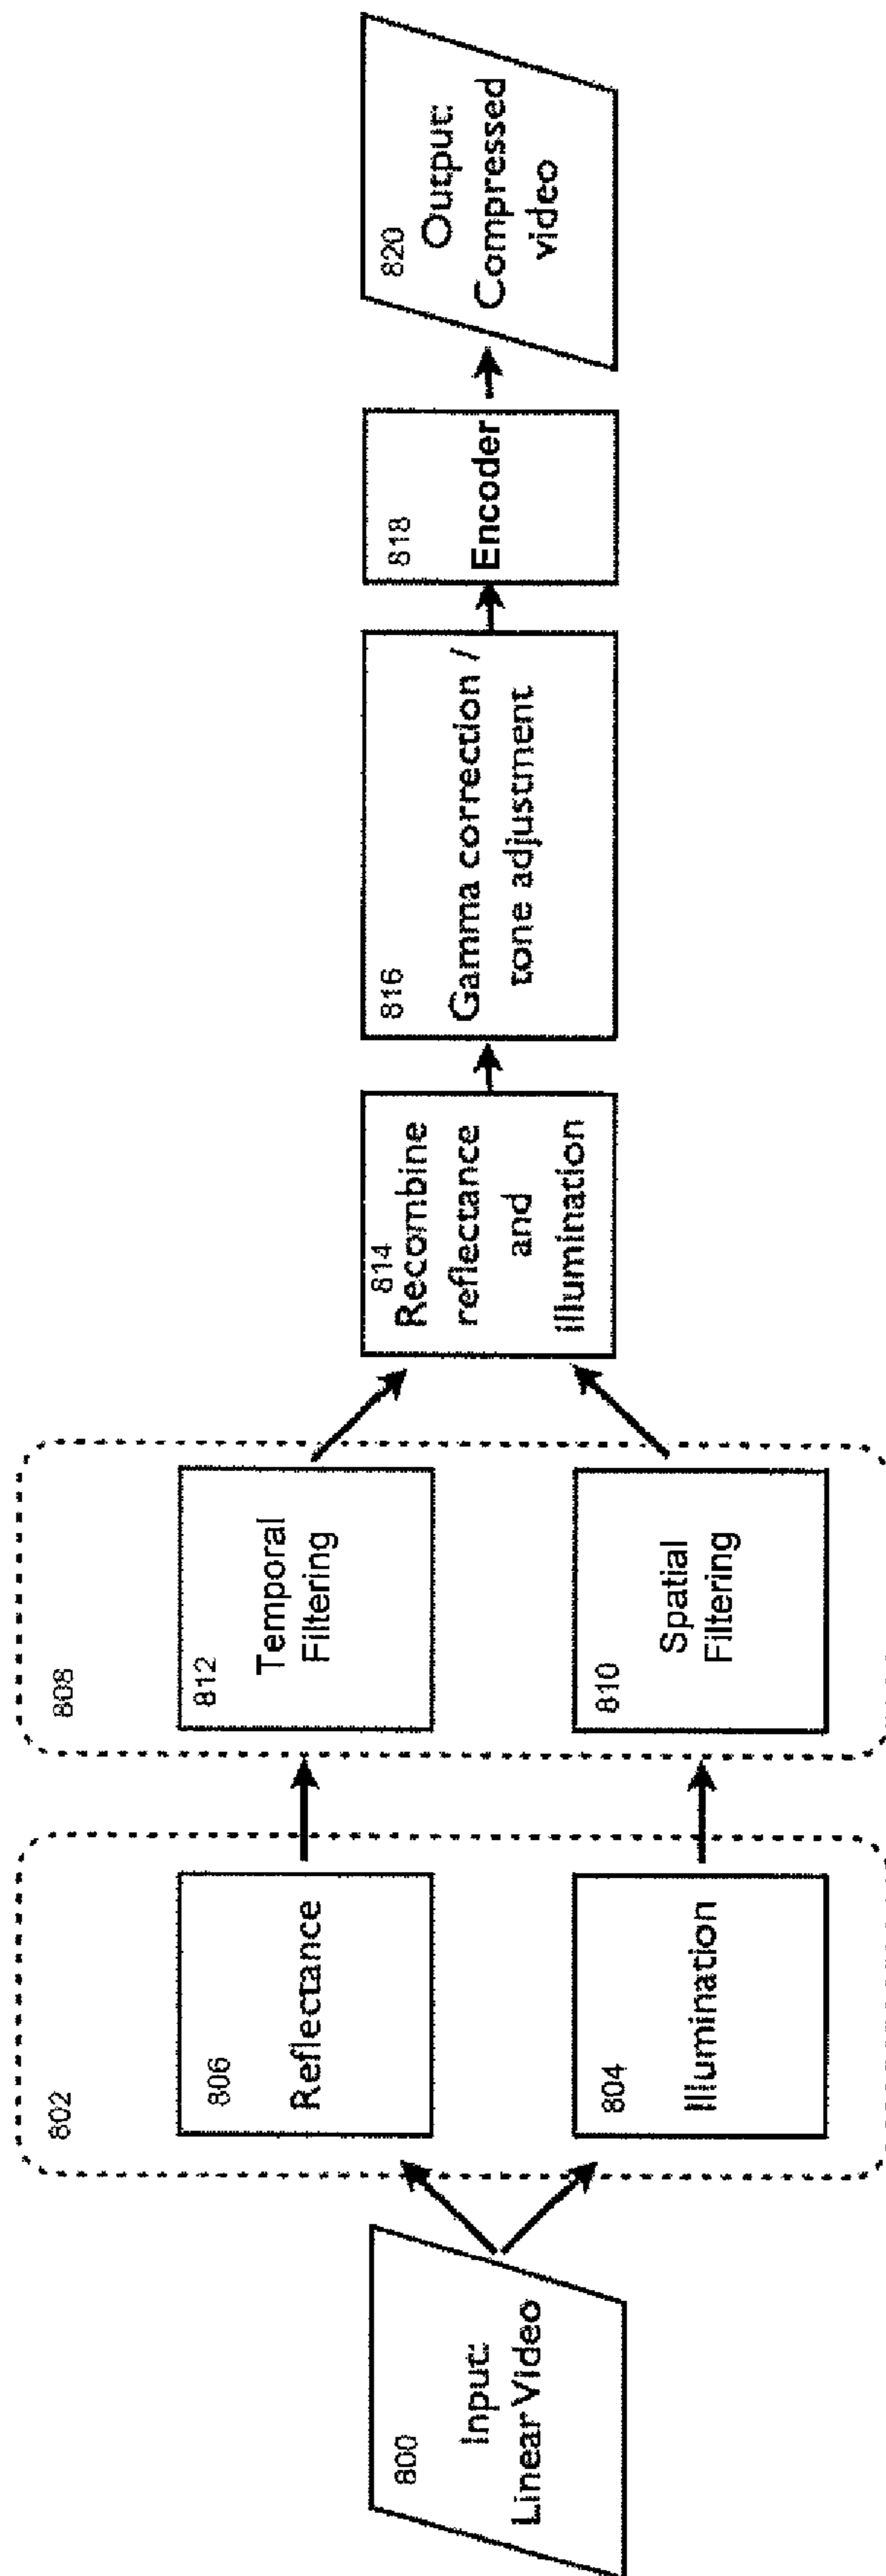 800
Input:
Linear Video
802
806
Reflectance
804
Illumination
808
812
Temporal
Filtering
810
Spatial
Filtering
814
Recombine
reflectance
and
illumination
816
Gamma correction /
tone adjustment
818
Encoder
820
Output:
Compressed
video